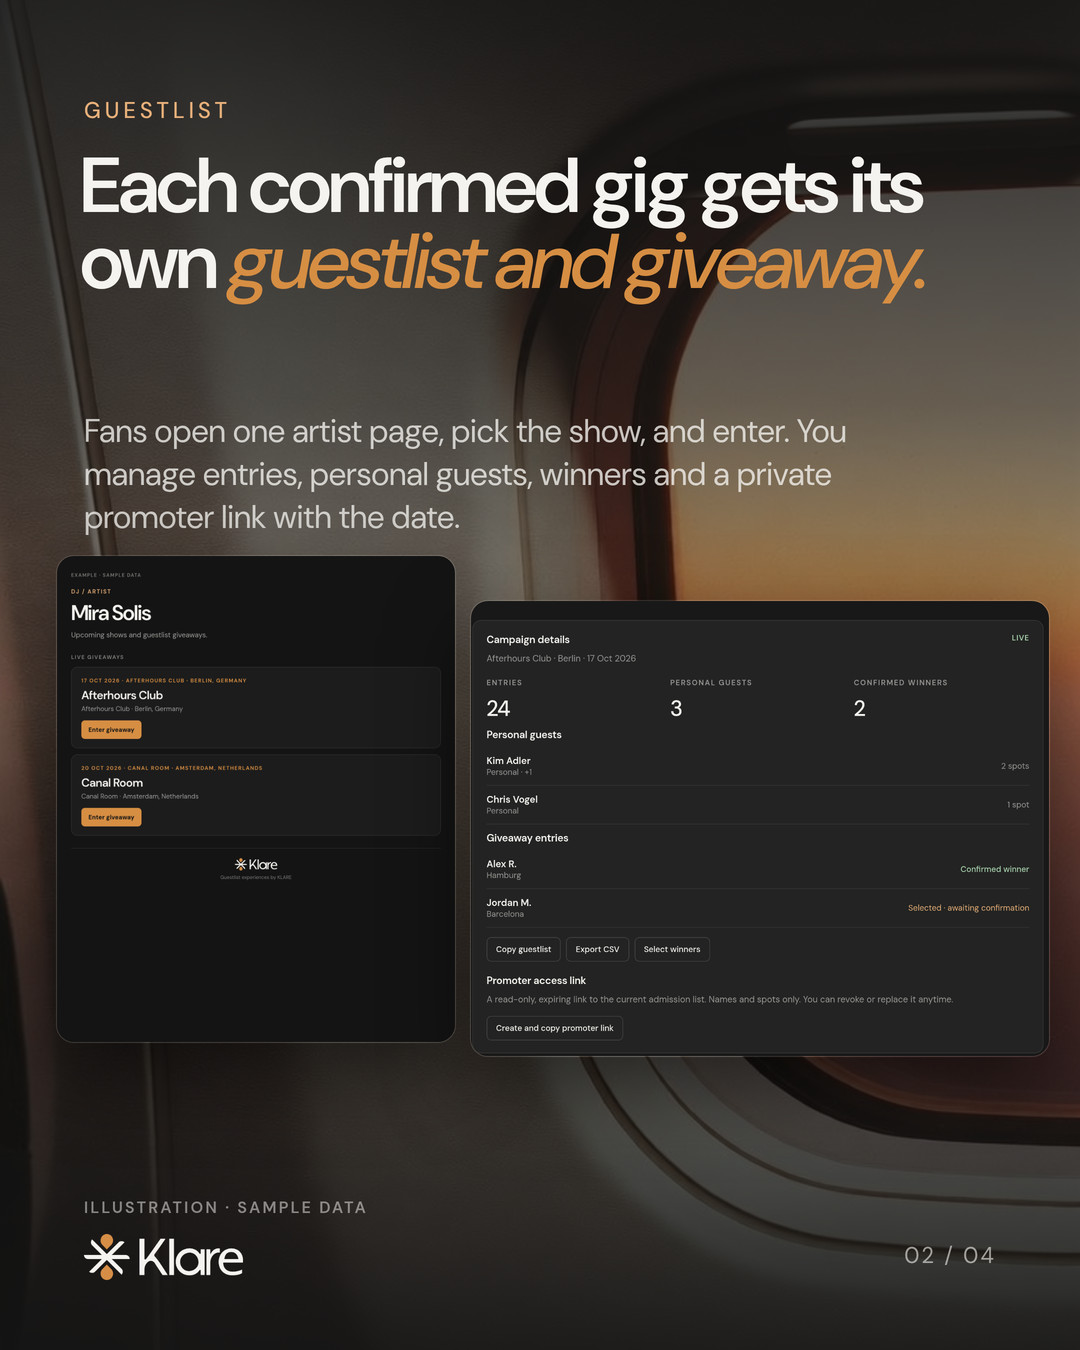 GUESTLIST
Each confirmed gig gets its
own guestlist and giveaway.
Fans open one artist page, pick the show, and enter. You
manage entries, personal guests, winners and a private
promoter link with the date.
EXAMPLE · SAMPLE DATA
DJ / ARTIST
Mira Solis
Upcoming shows and guestlist giveaways.
LIVE GIVEAWAYS
17 OCT 2026 · AFTERHOURS CLUB · BERLIN, GERMANY
Afterhours Club
Afterhours Club · Berlin, Germany
Enter giveaway
20 OCT 2026 · CANAL ROOM · AMSTERDAM, NETHERLANDS
Canal Room
Canal Room · Amsterdam, Netherlands
Enter giveaway
Klare
Guestlist experiences by KLARE
Campaign details LIVE
Afterhours Club · Berlin · 17 Oct 2026
ENTRIES PERSONAL GUESTS CONFIRMED WINNERS
24 3 2
Personal guests
Kim Adler
Personal · +1 2 spots
Chris Vogel
Personal 1 spot
Giveaway entries
Alex R.
Hamburg Confirmed winner
Jordan M.
Barcelona Selected · awaiting confirmation
Copy guestlist Export CSV Select winners
Promoter access link
A read-only, expiring link to the current admission list. Names and spots only. You can revoke or replace it anytime.
Create and copy promoter link
ILLUSTRATION · SAMPLE DATA
Klare
02 / 04